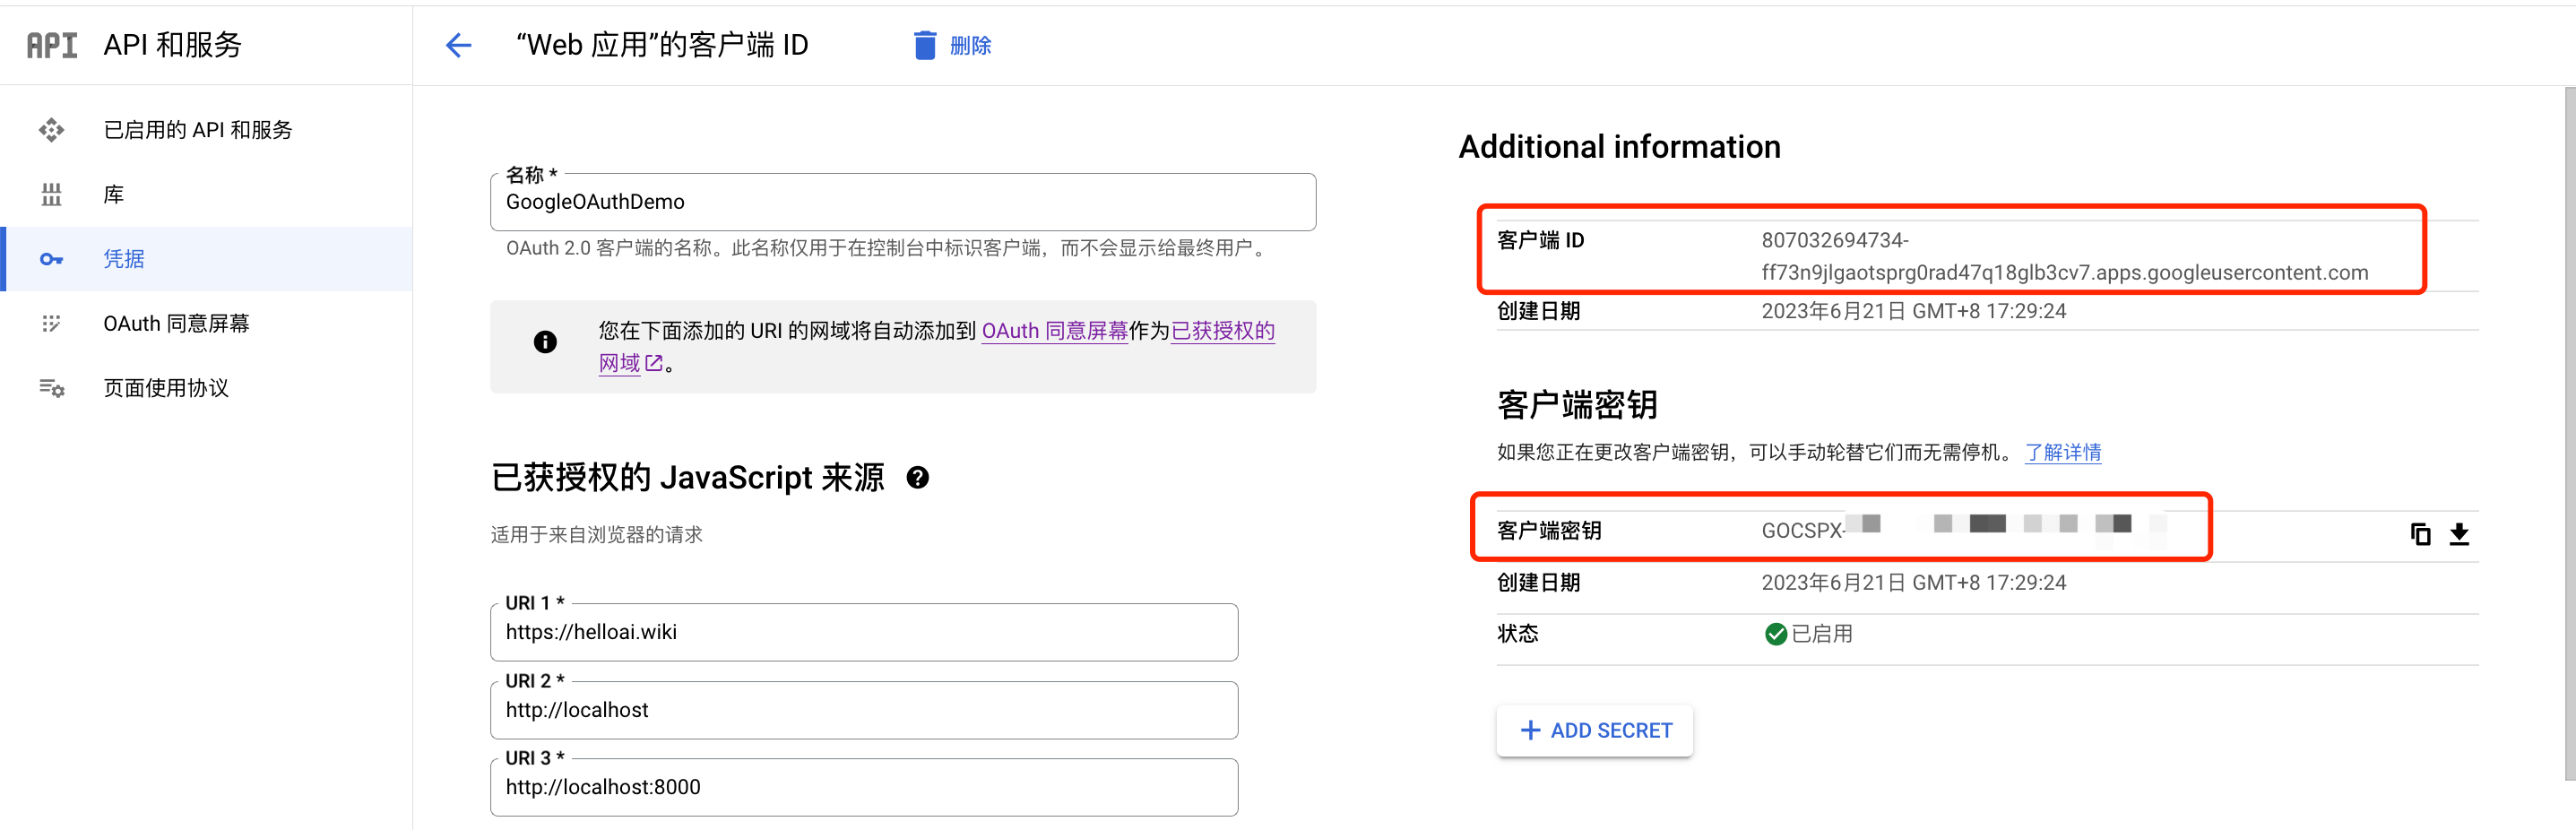 API API 和服务
已启用的 API 和服务
库
凭据
OAuth 同意屏幕
页面使用协议
“Web 应用”的客户端 ID
删除
名称 *
GoogleOAuthDemo
OAuth 2.0 客户端的名称。此名称仅用于在控制台中标识客户端，而不会显示给最终用户。
您在下面添加的 URI 的网域将自动添加到 OAuth 同意屏幕作为已获授权的
网域。
已获授权的 JavaScript 来源
适用于来自浏览器的请求
URI 1 *
https://helloai.wiki
URI 2 *
http://localhost
URI 3 *
http://localhost:8000
Additional information
客户端 ID 807032694734-
ff73n9jlgaotsprg0rad47q18glb3cv7.apps.googleusercontent.com
创建日期 2023年6月21日 GMT+8 17:29:24
客户端密钥
如果您正在更改客户端密钥，可以手动轮替它们而无需停机。 了解详情
客户端密钥 GOCSPX-
创建日期 2023年6月21日 GMT+8 17:29:24
状态 已启用
ADD SECRET